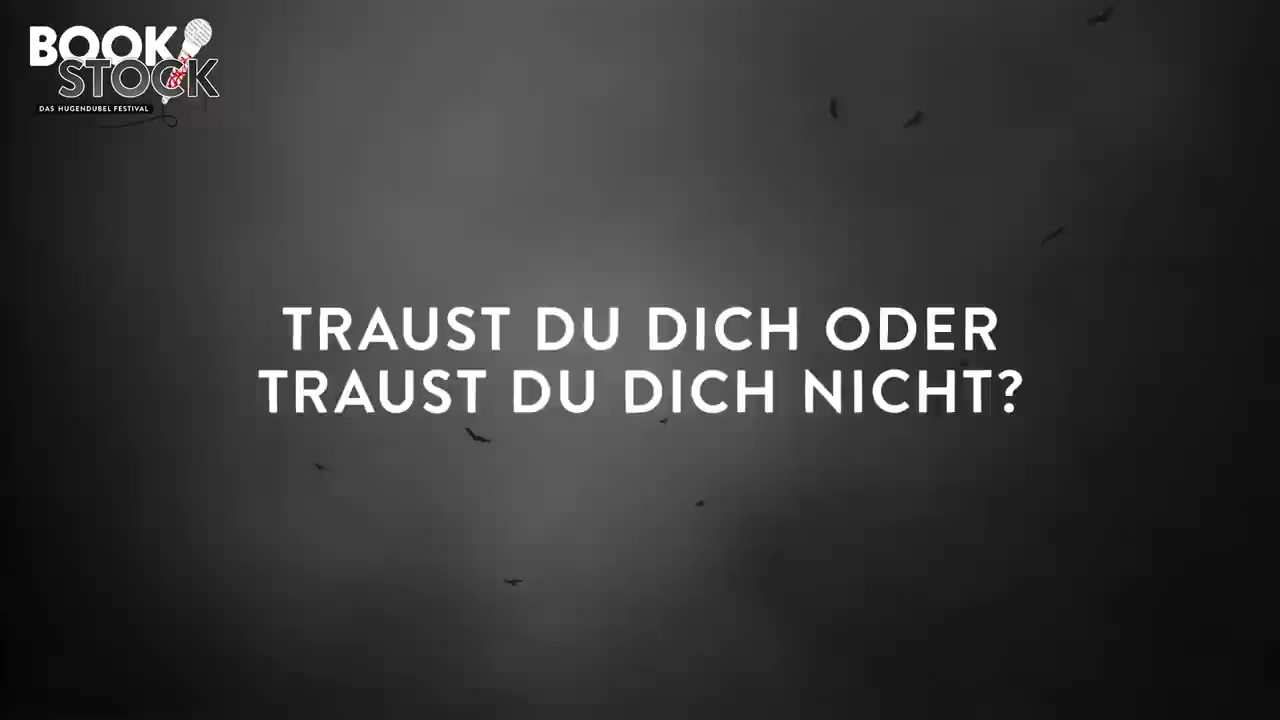 BOOK
STOCK
DAS HUGENDUBEL FESTIVAL
TRAUST DU DICH ODER
TRAUST DU DICH NICHT?